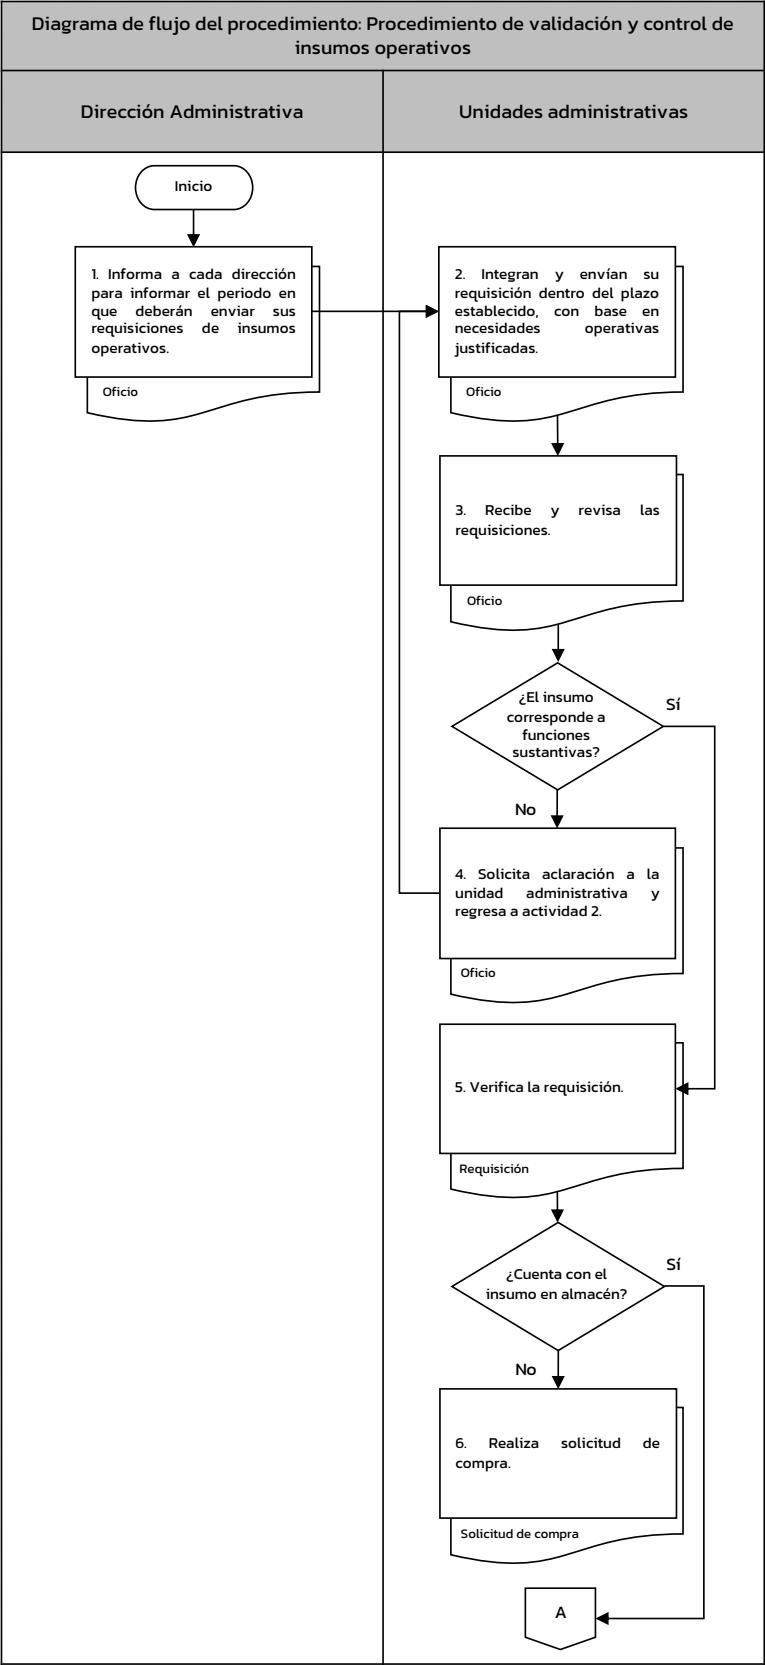 Diagrama de flujo del procedimiento: Procedimiento de validación y control de
insumos operativos
Dirección Administrativa
Unidades administrativas
Inicio
1. Informa a cada dirección
para informar el periodo en
que deberán enviar sus
requisiciones de insumos
operativos.
Oficio
2. Integran y envían su
requisición dentro del plazo
establecido, con base en
necesidades operativas
justificadas.
Oficio
3. Recibe y revisa las
requisiciones.
Oficio
¿El insumo
corresponde a
funciones
sustantivas?
Sí
No
4. Solicita aclaración a la
unidad administrativa y
regresa a actividad 2.
Oficio
5. Verifica la requisición.
Requisición
¿Cuenta con el
insumo en almacén?
Sí
No
6. Realiza solicitud de
compra.
Solicitud de compra
A